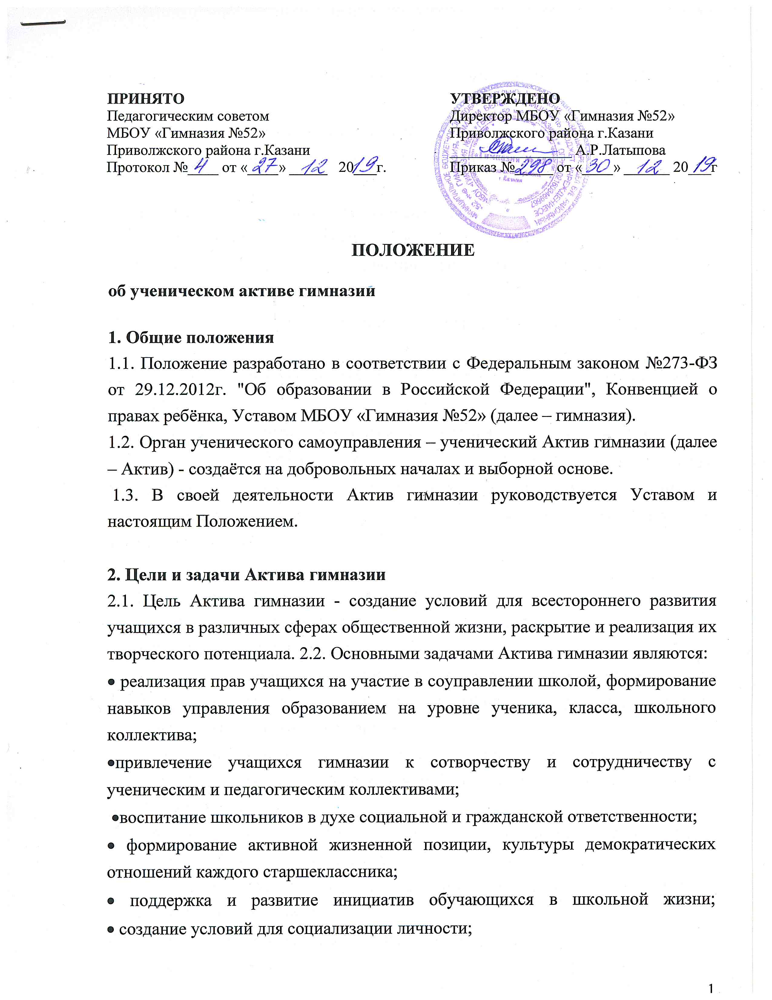 ПРИНЯТО
Педагогическим советом
МБОУ «Гимназия №52»
Приволжского района г.Казани
Протокол № 4 от « 27 » 12 2019г.
УТВЕРЖДЕНО
Директор МБОУ «Гимназия №52»
Приволжского района г.Казани
А.Р.Латыпова
Приказ № 298 от « 30 » 12 2019г
ПОЛОЖЕНИЕ
об ученическом активе гимназий
1. Общие положения
1.1. Положение разработано в соответствии с Федеральным законом №273-ФЗ
от 29.12.2012г. "Об образовании в Российской Федерации", Конвенцией о
правах ребёнка, Уставом МБОУ «Гимназия №52» (далее – гимназия).
1.2. Орган ученического самоуправления – ученический Актив гимназии (далее
– Актив) - создаётся на добровольных началах и выборной основе.
1.3. В своей деятельности Актив гимназии руководствуется Уставом и
настоящим Положением.
2. Цели и задачи Актива гимназии
2.1. Цель Актива гимназии - создание условий для всестороннего развития
учащихся в различных сферах общественной жизни, раскрытие и реализация их
творческого потенциала. 2.2. Основными задачами Актива гимназии являются:
• реализация прав учащихся на участие в соуправлении школой, формирование
навыков управления образованием на уровне ученика, класса, школьного
коллектива;
•привлечение учащихся гимназии к сотворчеству и сотрудничеству с
ученическим и педагогическим коллективами;
•воспитание школьников в духе социальной и гражданской ответственности;
• формирование активной жизненной позиции, культуры демократических
отношений каждого старшеклассника;
• поддержка и развитие инициатив обучающихся в школьной жизни;
• создание условий для социализации личности;
1